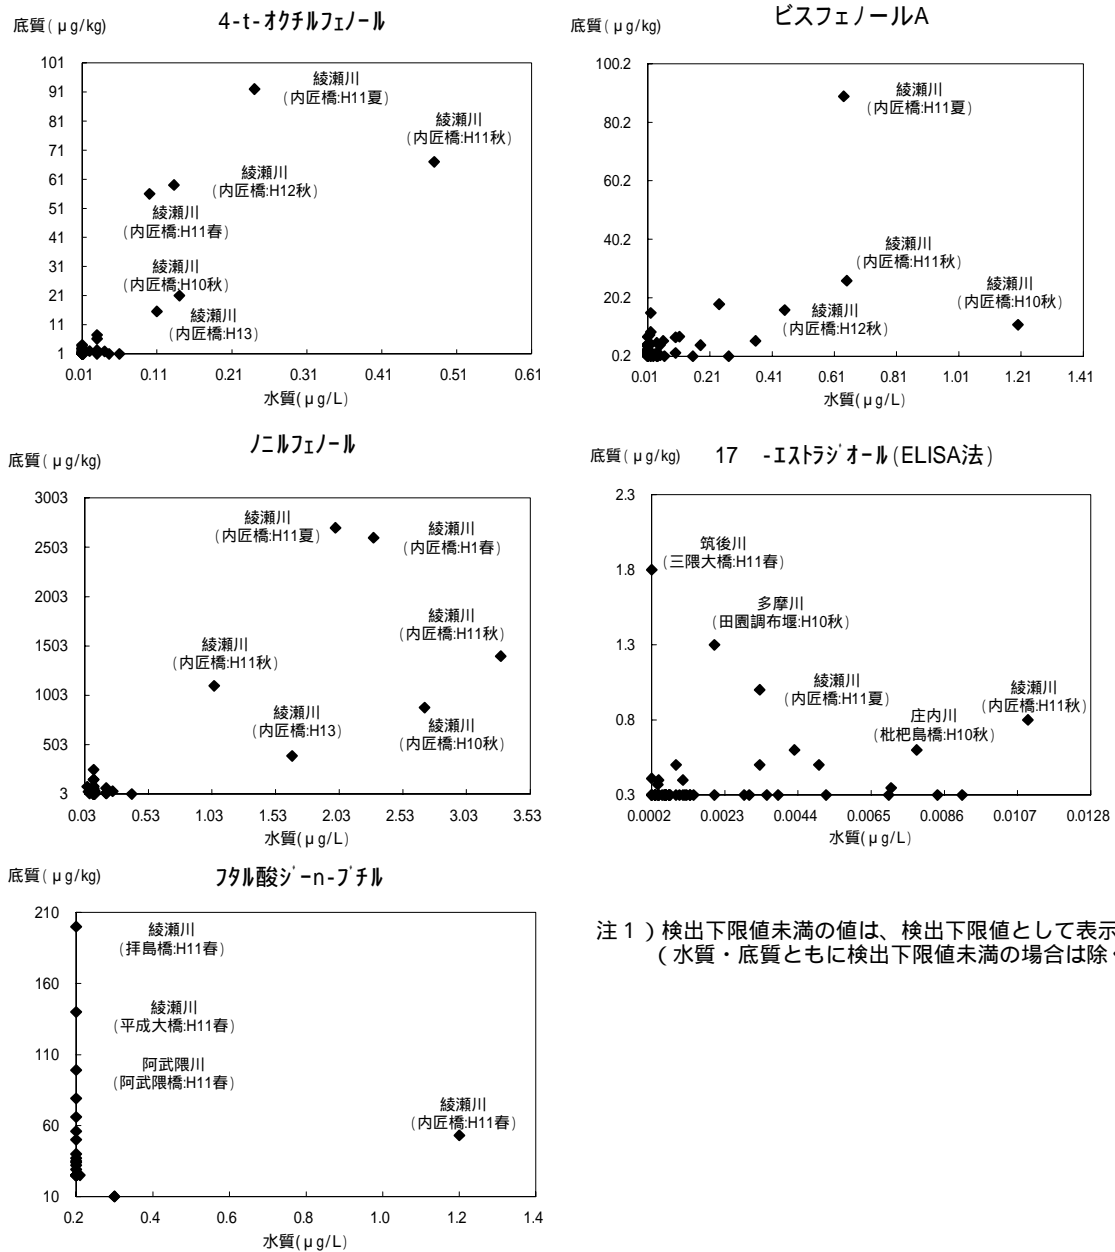 4-t-オクチルフェノール
底質(μg/kg)
101
91
81
71
61
51
41
31
21
11
1
綾瀬川
(内匠橋:H11夏)
綾瀬川
(内匠橋:H11秋)
綾瀬川
(内匠橋:H12秋)
綾瀬川
(内匠橋:H11春)
綾瀬川
(内匠橋:H10秋)
綾瀬川
(内匠橋:H13)
0.01 0.11 0.21 0.31 0.41 0.51 0.61
水質(μg/L)
ビスフェノールA
底質(μg/kg)
100.2
80.2
60.2
40.2
20.2
0.2
綾瀬川
(内匠橋:H11夏)
綾瀬川
(内匠橋:H11秋)
綾瀬川
(内匠橋:H10秋)
綾瀬川
(内匠橋:H12秋)
0.01 0.21 0.41 0.61 0.81 1.01 1.21 1.41
水質(μg/L)
ノニルフェノール
底質(μg/kg)
3003
2503
2003
1503
1003
503
3
綾瀬川
(内匠橋:H11夏)
綾瀬川
(内匠橋:H1春)
綾瀬川
(内匠橋:H11秋)
綾瀬川
(内匠橋:H11秋)
綾瀬川
(内匠橋:H13)
綾瀬川
(内匠橋:H10秋)
0.03 0.53 1.03 1.53 2.03 2.53 3.03 3.53
水質(μg/L)
底質(μg/kg) 17 -エストラジオール(ELISA法)
2.3
1.8
1.3
0.8
0.3
筑後川
(三隈大橋:H11春)
多摩川
(田園調布堰:H10秋)
綾瀬川
(内匠橋:H11夏)
綾瀬川
(内匠橋:H11秋)
庄内川
(枇杷島橋:H10秋)
0.0002 0.0023 0.0044 0.0065 0.0086 0.0107 0.0128
水質(μg/L)
底質(μg/kg) フタル酸ジ-n-ブチル
210
160
110
60
10
綾瀬川
(拝島橋:H11春)
綾瀬川
(平成大橋:H11春)
阿武隈川
(阿武隈橋:H11春)
綾瀬川
(内匠橋:H11春)
0.2 0.4 0.6 0.8 1.0 1.2 1.4
水質(μg/L)
注1)検出下限値未満の値は、検出下限値として表示
(水質・底質ともに検出下限値未満の場合は除く